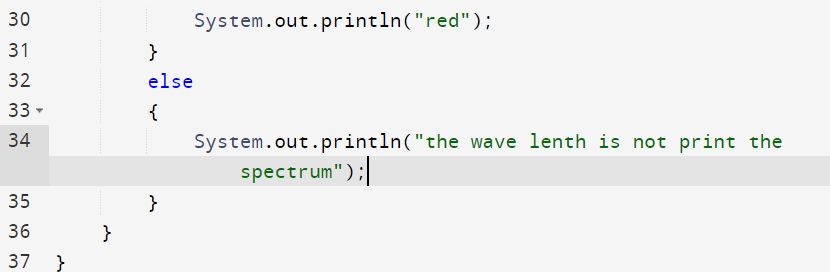 30 System.out.println("red");
31 }
32 else
33 {
34 System.out.println("the wave lenth is not print the
spectrum");
35 }
36 }
37 }